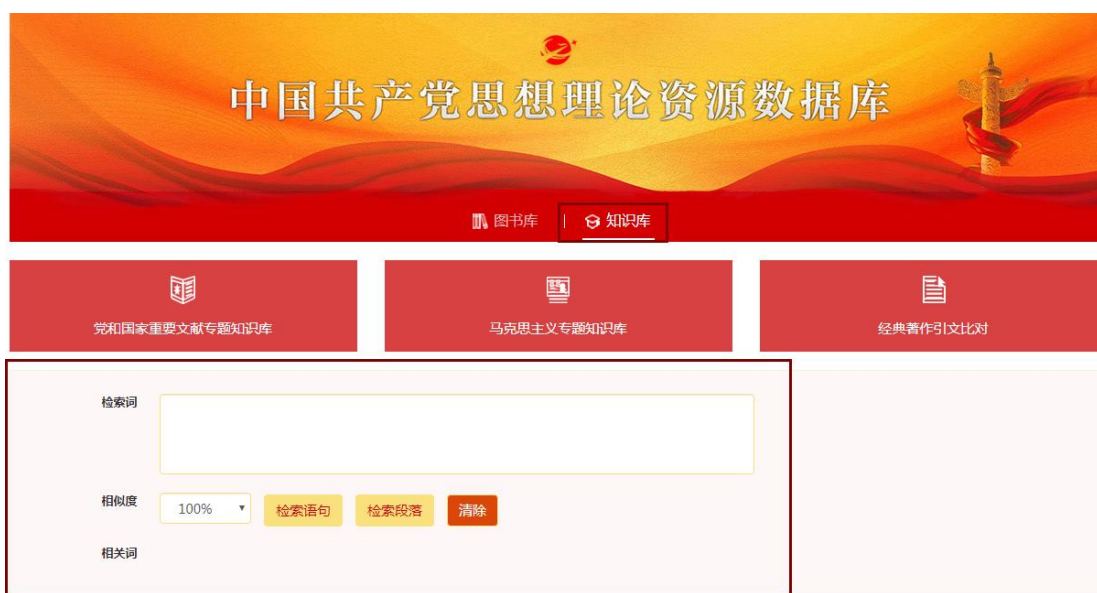 中国共产党思想理论资源数据库
图书库 | 知识库
党和国家重要文献专题知识库 马克思主义专题知识库 经典著作引文比对
检索词
相似度 100% 检索语句 检索段落 清除
相关词